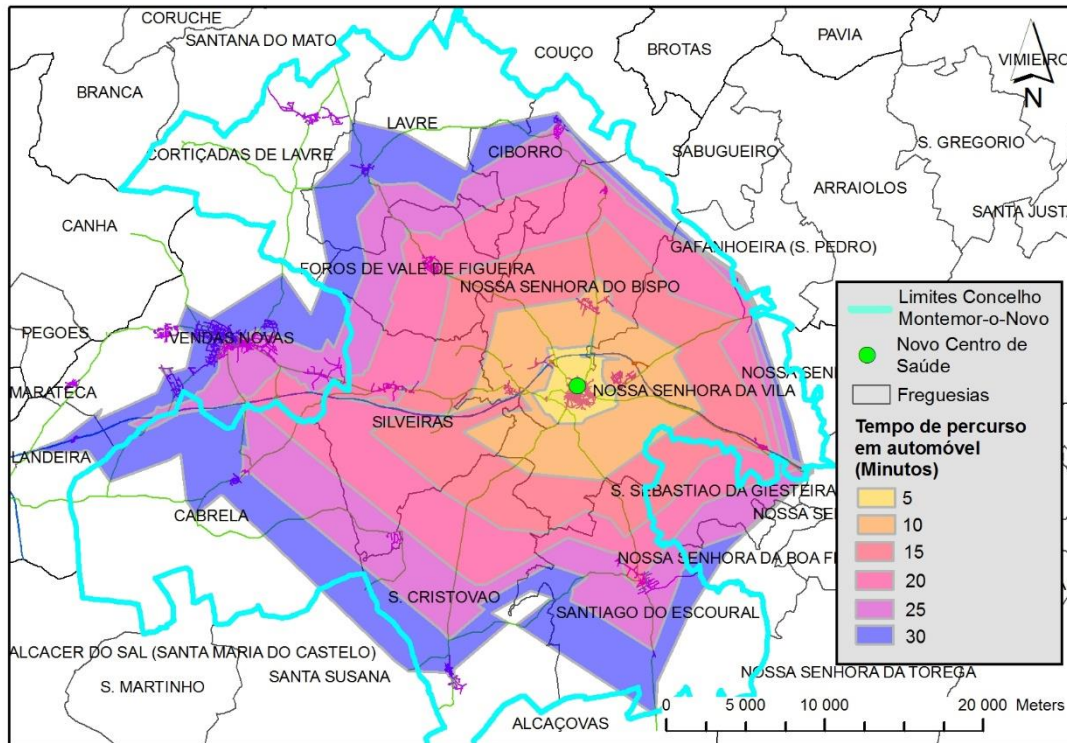 CORUCHE
SANTANA DO MATO
COUÇO
BROTAS
PAVIA
VIMIEIRO
N
BRANCA
LAVRE
CORTIÇADAS DE LAVRE
CIBORRO
SABUGUEIRO
S. GREGORIO
ARRAIOLOS
SANTA JUSTA
CANHA
GAFANHOEIRA (S. PEDRO)
FOROS DE VALE DE FIGUEIRA
NOSSA SENHORA DO BISPO
PEGOES
VENDAS NOVAS
MARATECA
NOSSA SENHORA DA VILA
NOSSA SEN
SILVEIRAS
LANDEIRA
S. SEBASTIAO DA GIESTEIRA
CABRELA
NOSSA SEN
NOSSA SENHORA DA BOA F
S. CRISTOVAO
SANTIAGO DO ESCOURAL
ALCACER DO SAL (SANTA MARIA DO CASTELO)
S. MARTINHO
SANTA SUSANA
NOSSA SENHORA DA TOREGA
ALCAÇOVAS
Limites Concelho
Montemor-o-Novo
Novo Centro de
Saúde
Freguesias
Tempo de percurso
em automóvel
(Minutos)
5
10
15
20
25
30
0 5 000 10 000 20 000 Meters